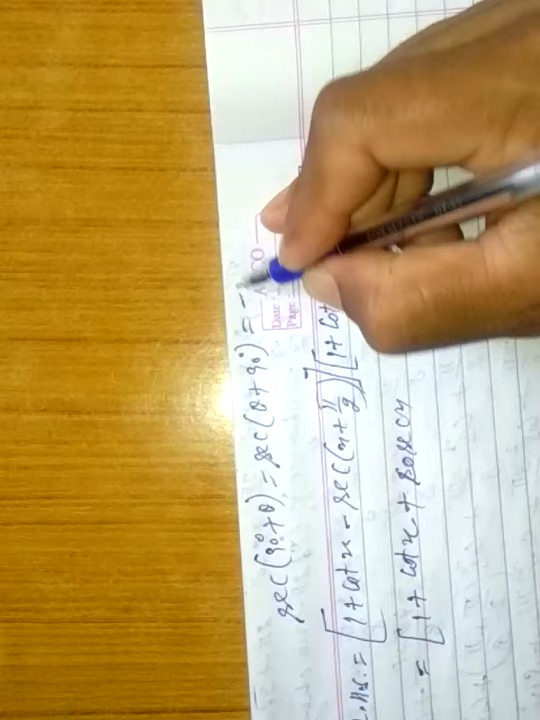 sec(90°+θ) = sec(θ+90°) = -
Date
Page
L.H.S. = [1+cot x - sec(x+π/2)] [1+cot
= [1+cot x + cosec x